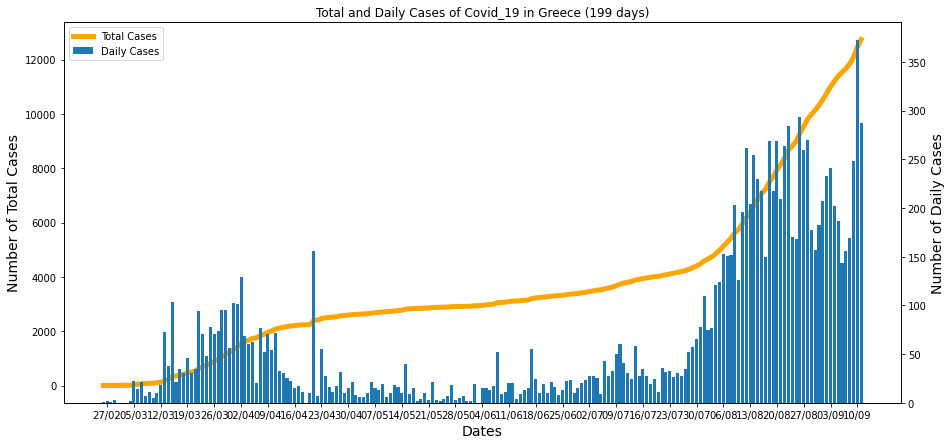 Total and Daily Cases of Covid_19 in Greece (199 days)
Total Cases
Daily Cases
12000
10000
8000
6000
4000
2000
0
Number of Total Cases
350
300
250
200
150
100
50
0
Number of Daily Cases
27/02 05/03 12/03 19/03 26/03 02/04 09/04 16/04 23/04 30/04 07/05 14/05 21/05 28/05 04/06 11/06 18/06 25/06 02/07 09/07 16/07 23/07 30/07 06/08 13/08 20/08 27/08 03/09 10/09
Dates